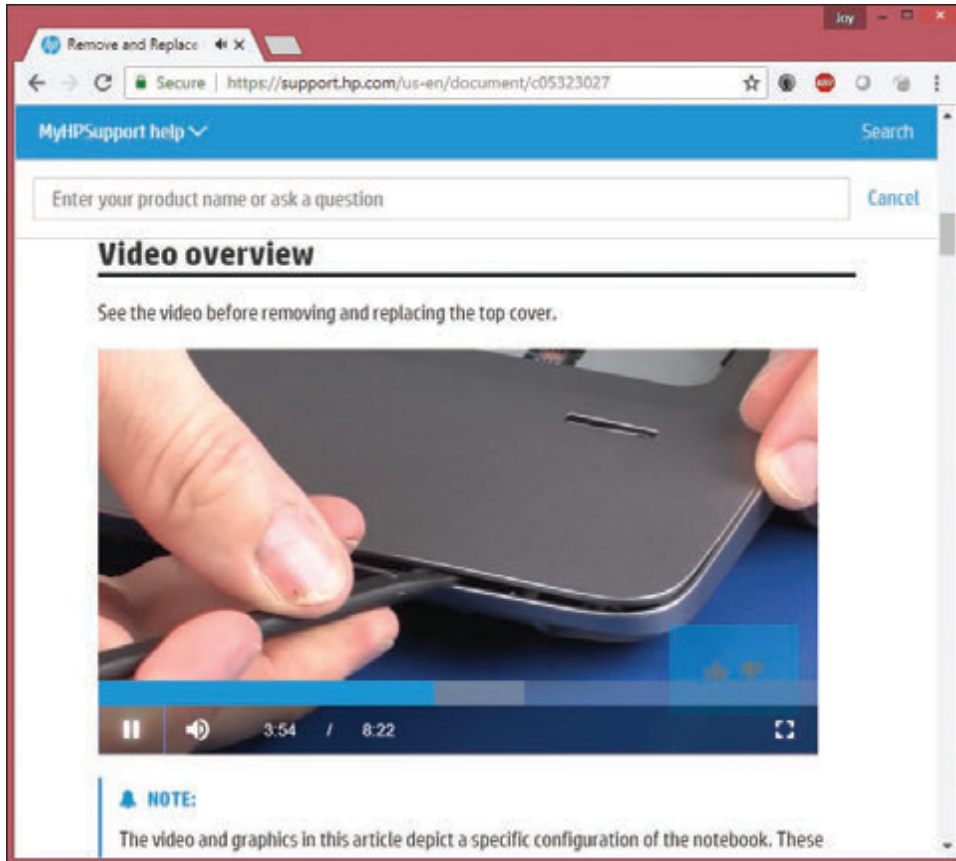 Joy
Remove and Replace
Secure | https://support.hp.com/us-en/document/c05323027
MyHPSupport help
Search
Enter your product name or ask a question
Cancel
Video overview
See the video before removing and replacing the top cover.
3:54 / 8:22
NOTE:
The video and graphics in this article depict a specific configuration of the notebook. These